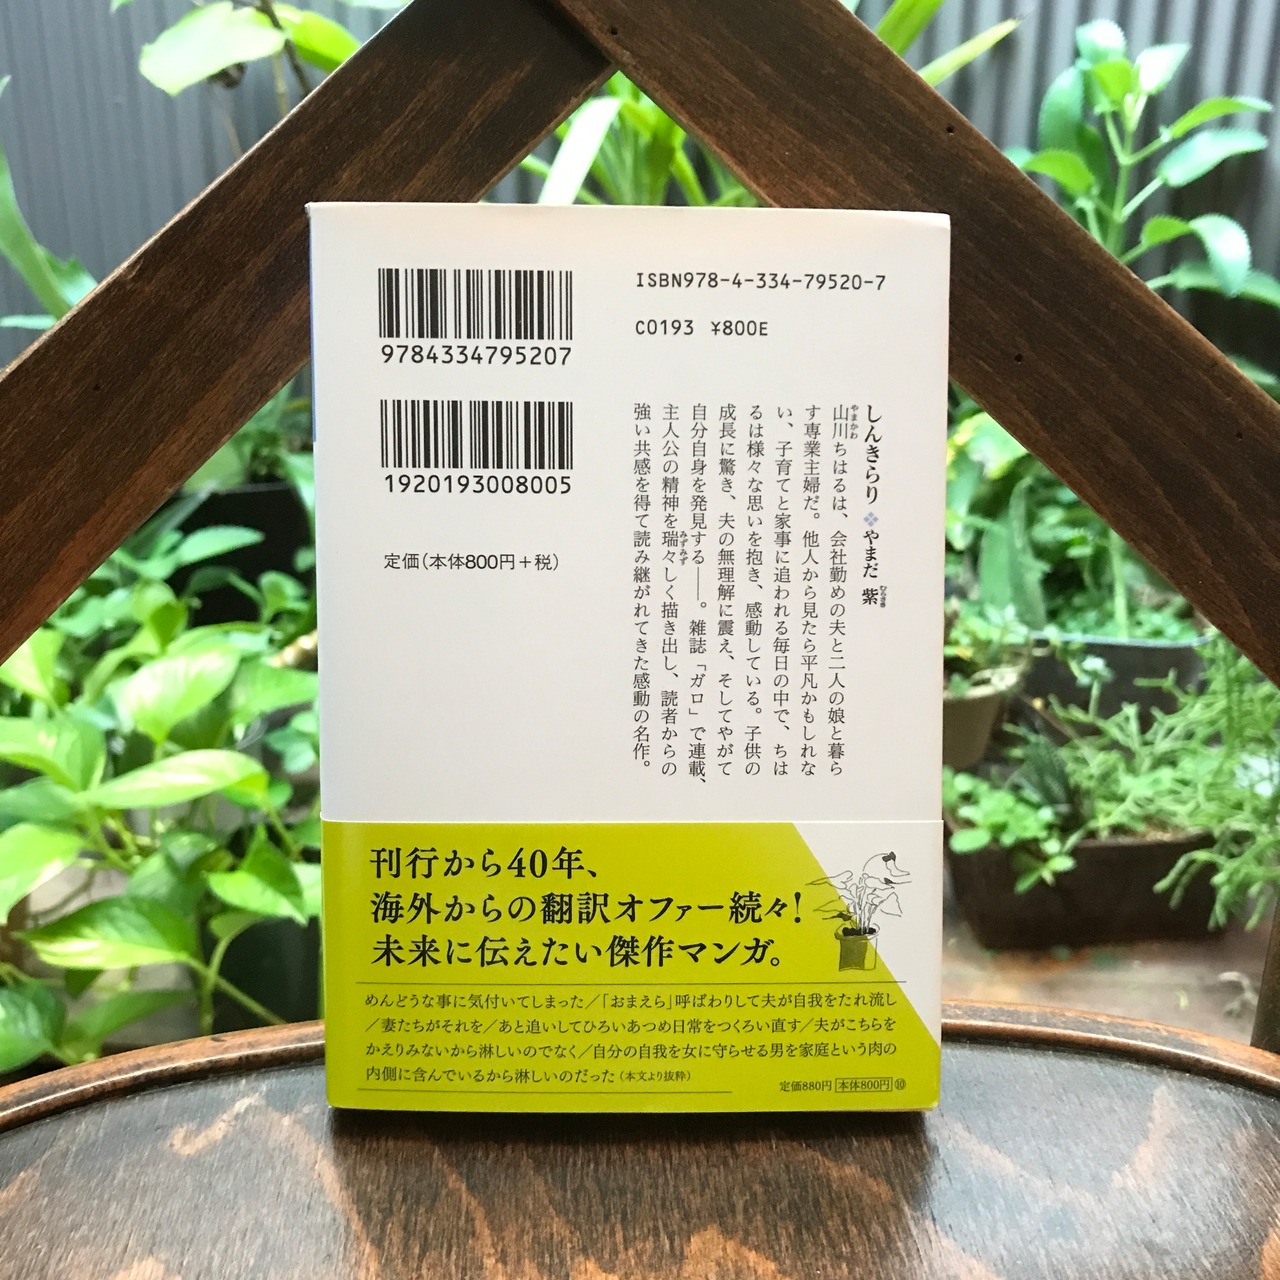 ISBN978-4-334-79520-7
C0193 ¥800E
9784334795207
1920193008005
定価(本体800円+税)
しんきらり ❖ やまだ 紫
むらさき
やまかわ
山川ちはるは、会社勤めの夫と二人の娘と暮ら
す専業主婦だ。他人から見たら平凡かもしれな
い、子育てと家事に追われる毎日の中で、ちは
るは様々な思いを抱き、感動している。子供の
成長に驚き、夫の無理解に震え、そしてやがて
自分自身を発見する――。雑誌「ガロ」で連載、
みずみず
主人公の精神を瑞々しく描き出し、読者からの
強い共感を得て読み継がれてきた感動の名作。
刊行から40年、
海外からの翻訳オファー続々!
未来に伝えたい傑作マンガ。
めんどうな事に気付いてしまった/「おまえら」呼ばわりして夫が自我をたれ流し
/妻たちがそれを/あと追いしてひろいあつめ日常をつくろい直す/夫がこちらを
かえりみないから淋しいのでなく/自分の自我を女に守らせる男を家庭という肉の
内側に含んでいるから淋しいのだった(本文より抜粋)
定価880円 本体800円 ⑩